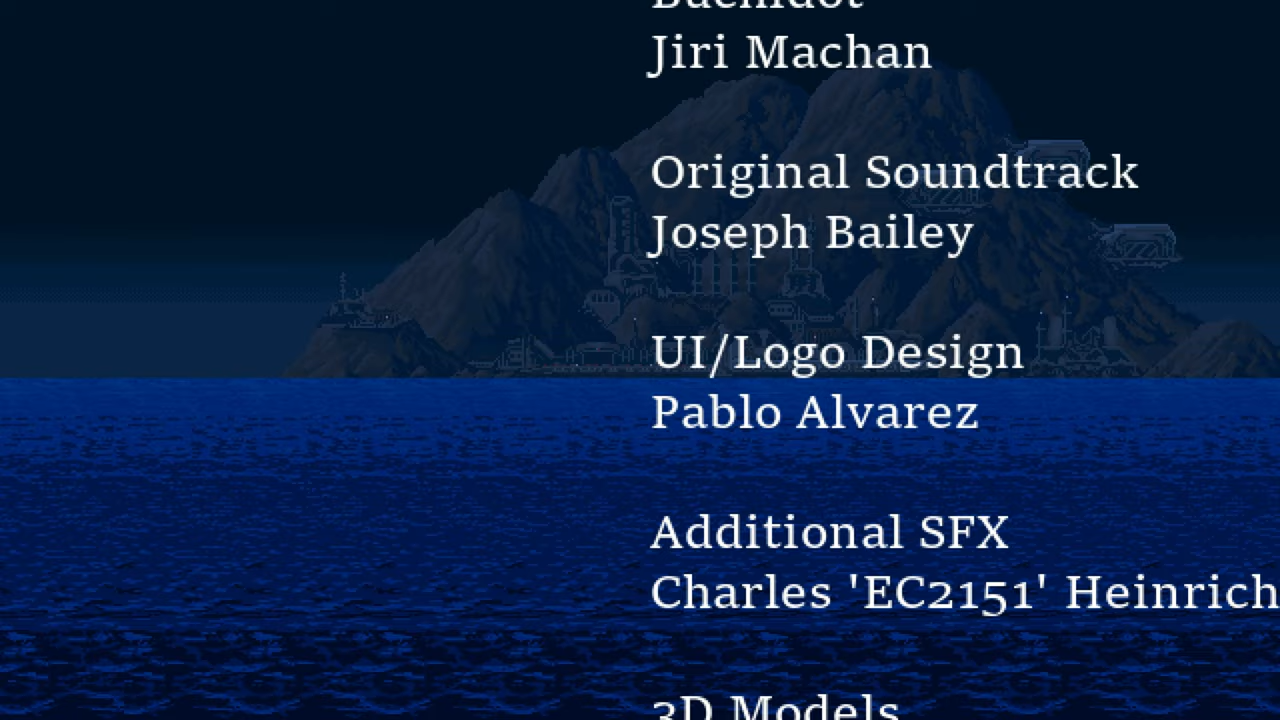 Jiri Machan
Original Soundtrack
Joseph Bailey
UI/Logo Design
Pablo Alvarez
Additional SFX
Charles 'EC2151' Heinrich
3D Models